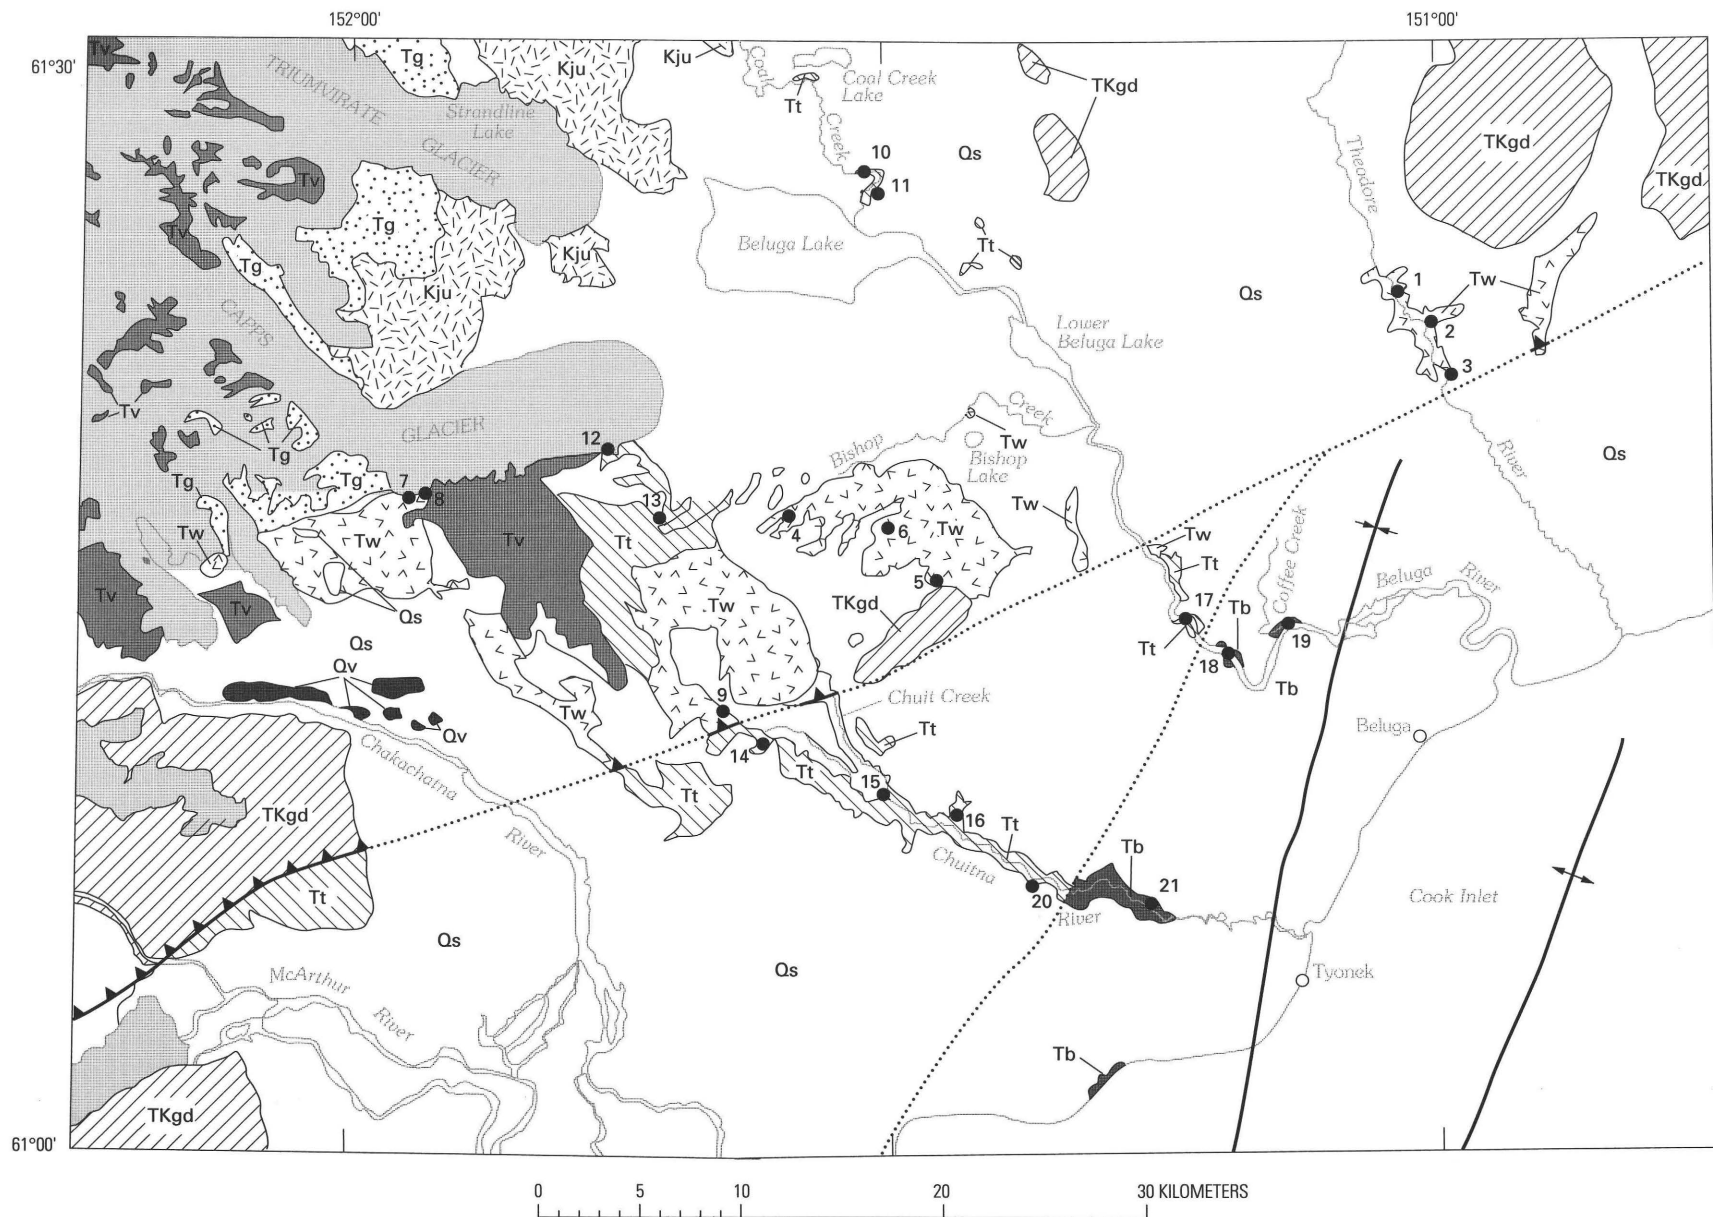 152°00'
151°00'
61°30'
Tv
Tg
Kju
Kju
Coal
Coal Creek
Lake
Tt
Creek
TKgd
TKgd
TKgd
TRIUMVIRATE
GLACIER
Strandline
Lake
10
11
Qs
Theodore
Tv
Tv
Tg
Tg
Kju
Kju
Beluga Lake
Tt
Qs
1
Tw
2
3
CAPPS
GLACIER
Lower
Beluga Lake
Tv
Tg
Tg
Tg
7
8
12
13
Bishop
Creek
Tw
Bishop
Lake
Tw
River
Qs
Tw
Tw
Tv
Tt
4
6
Tw
5
Tw
Tt
Coffee Creek
Beluga
River
Tv
Tv
Qs
Tw
TKgd
17
Tb
19
Tt
18
Tb
Qs
Qv
Qv
Tw
9
14
Chuit Creek
Tt
Beluga
Chakachatna
River
Tt
Tt
15
16
Tt
Tb
TKgd
Tt
Chuitna
20
River
21
Cook Inlet
Qs
Qs
McArthur
River
Tyonek
Tb
TKgd
61°00'
0
5
10
20
30 KILOMETERS